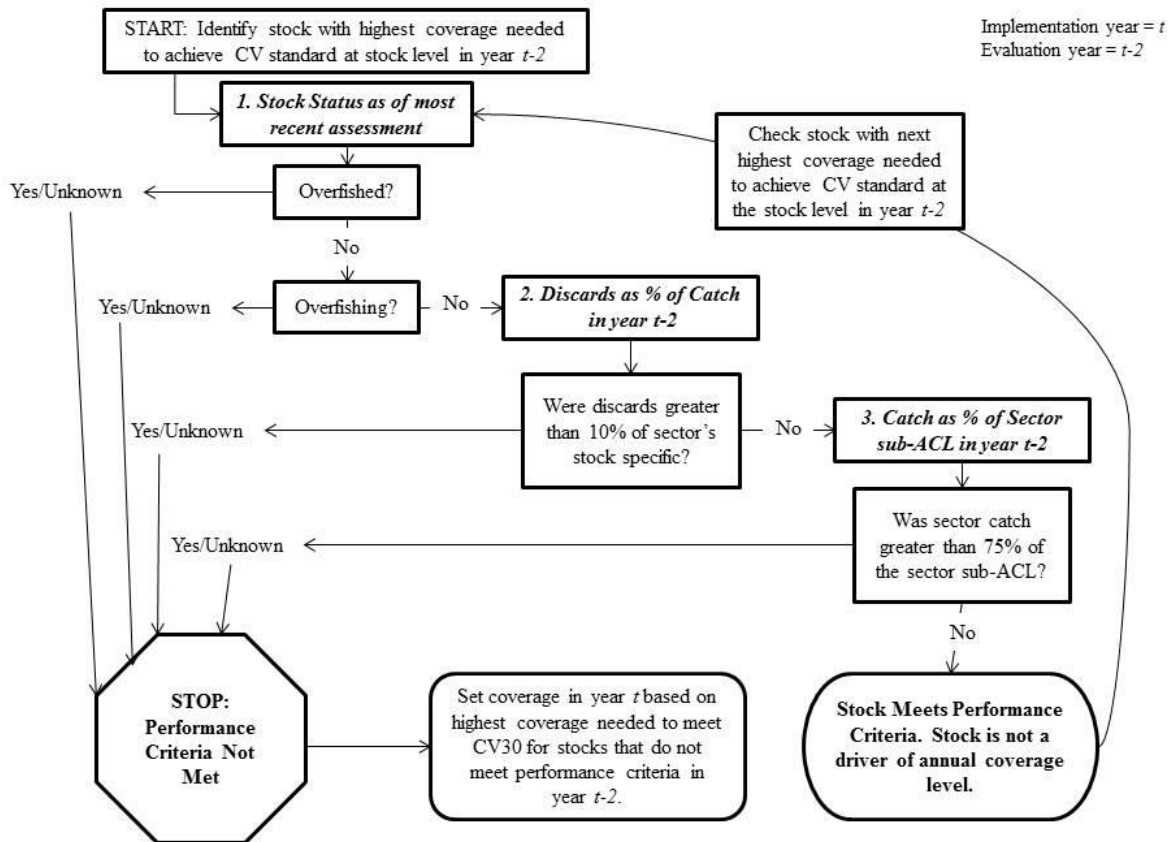 START: Identify stock with highest coverage needed
to achieve CV standard at stock level in year t-2
Implementation year = t
Evaluation year = t-2
1. Stock Status as of most
recent assessment
Check stock with next
highest coverage needed
to achieve CV standard at
the stock level in year t-2
Yes/Unknown
Overfished?
No
Yes/Unknown
Overfishing?
No
2. Discards as % of Catch
in year t-2
Yes/Unknown
Were discards greater
than 10% of sector's
stock specific?
No
3. Catch as % of Sector
sub-ACL in year t-2
Yes/Unknown
Was sector catch
greater than 75% of
the sector sub-ACL?
No
STOP:
Performance
Criteria Not
Met
Set coverage in year t based on
highest coverage needed to meet
CV30 for stocks that do not
meet performance criteria in
year t-2.
Stock Meets Performance
Criteria. Stock is not a
driver of annual coverage
level.